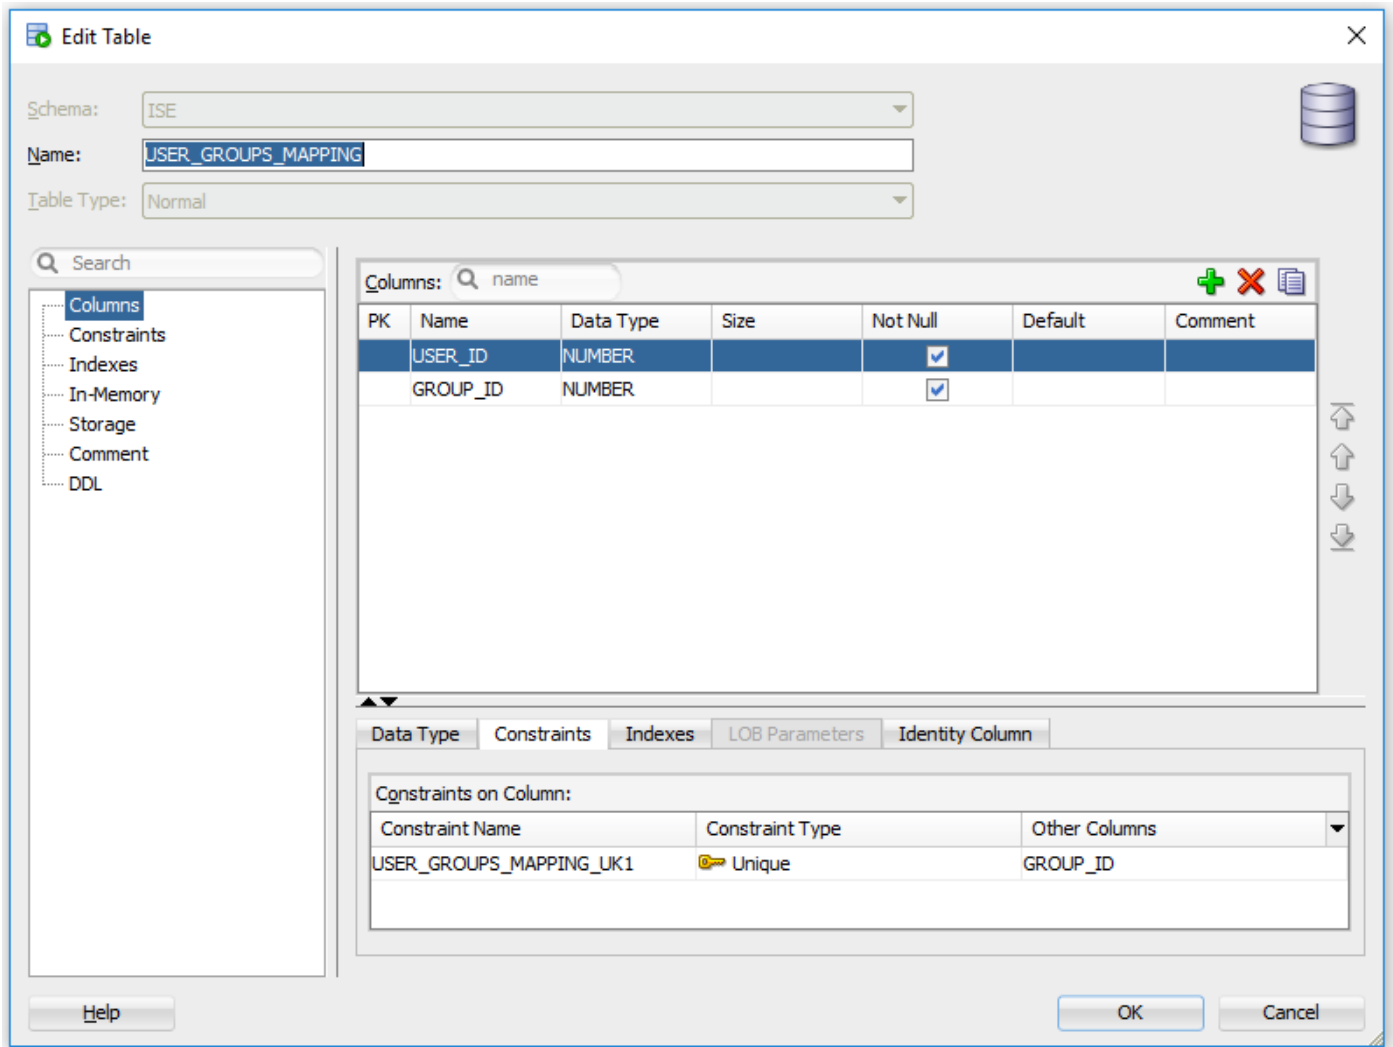 Edit Table
Schema: ISE
Name: USER_GROUPS_MAPPING
Table Type: Normal
Search
Columns
Constraints
Indexes
In-Memory
Storage
Comment
DDL
Columns: name
PK Name Data Type Size Not Null Default Comment
USER_ID NUMBER
GROUP_ID NUMBER
Data Type Constraints Indexes LOB Parameters Identity Column
Constraints on Column:
Constraint Name Constraint Type Other Columns
USER_GROUPS_MAPPING_UK1 Unique GROUP_ID
Help OK Cancel